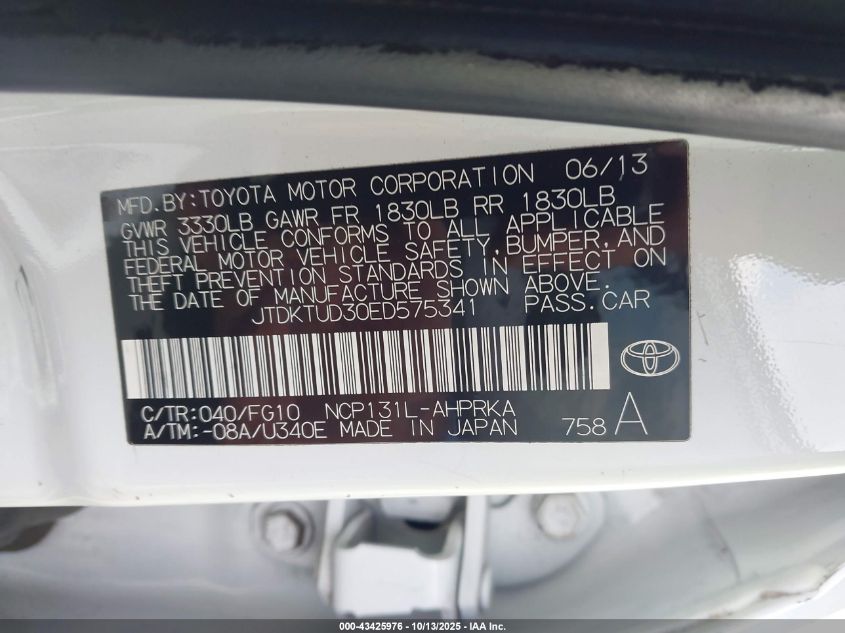 MFD. BY: TOYOTA MOTOR CORPORATION 06/13
GVWR 3330LB GAWR FR 1830LB RR 1830LB
THIS VEHICLE CONFORMS TO ALL APPLICABLE
FEDERAL MOTOR VEHICLE SAFETY, BUMPER, AND
THEFT PREVENTION STANDARDS IN EFFECT ON
THE DATE OF MANUFACTURE SHOWN ABOVE.
JTDKTUD30ED575341 PASS. CAR
C/TR: 040/FG10 NCP131L-AHPRKA
A/TM: -08A/U340E MADE IN JAPAN 758 A
000-43425976 - 10/13/2025 - IAA Inc.